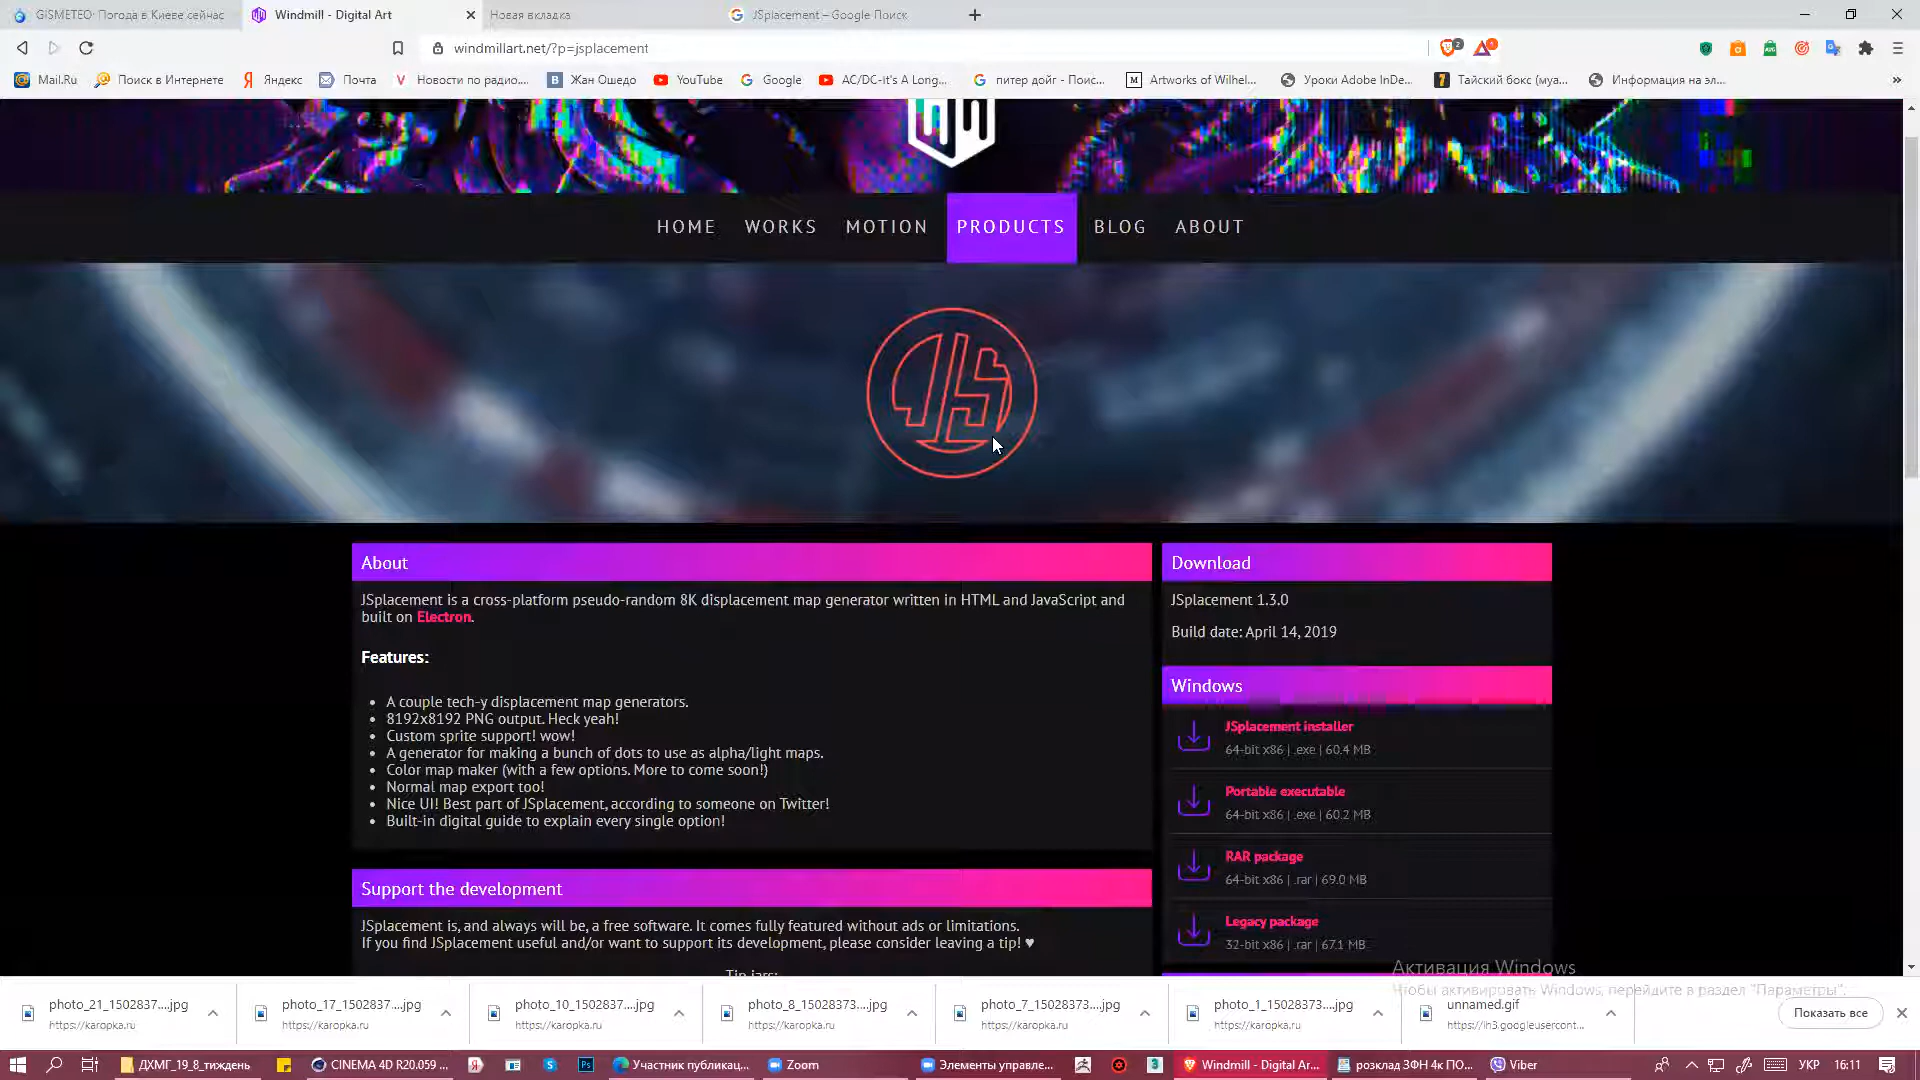 GISMETEO: Погода в Киеве сейчас
Windmill - Digital Art
Новая вкладка
JSplacement – Google Поиск
windmillart.net/?p=jsplacement
2
1
Mail.Ru
Поиск в Интернете
Яндекс
Почта
Новости по радио....
Жан Ошедо
YouTube
Google
AC/DC-it's A Long...
питер дойг - Поис...
Artworks of Wilhel...
Уроки Adobe InDe...
Тайский бокс (муа...
Информация на эл...
HOME
WORKS
MOTION
PRODUCTS
BLOG
ABOUT
About
JSplacement is a cross-platform pseudo-random 8K displacement map generator written in HTML and JavaScript and
built on Electron.
Features:
• A couple tech-y displacement map generators.
• 8192x8192 PNG output. Heck yeah!
• Custom sprite support! wow!
• A generator for making a bunch of dots to use as alpha/light maps.
• Color map maker (with a few options. More to come soon!)
• Normal map export too!
• Nice UI! Best part of JSplacement, according to someone on Twitter!
• Built-in digital guide to explain every single option!
Support the development
JSplacement is, and always will be, a free software. It comes fully featured without ads or limitations.
If you find JSplacement useful and/or want to support its development, please consider leaving a tip! ♥
Tip jars:
Download
JSplacement 1.3.0
Build date: April 14, 2019
Windows
JSplacement installer
64-bit x86 | .exe | 60.4 MB
Portable executable
64-bit x86 | .exe | 60.2 MB
RAR package
64-bit x86 | .rar | 69.0 MB
Legacy package
32-bit x86 | .rar | 67.1 MB
Активация Windows
Чтобы активировать Windows, перейдите в раздел "Параметры".
photo_21_1502837....jpg
https://karopka.ru
photo_17_1502837....jpg
https://karopka.ru
photo_10_1502837....jpg
https://karopka.ru
photo_8_15028373....jpg
https://karopka.ru
photo_7_15028373....jpg
https://karopka.ru
photo_1_15028373....jpg
https://karopka.ru
unnamed.gif
https://lh3.googleusercont...
Показать все
ДХМГ_19_8_тиждень
CINEMA 4D R20.059 ...
Участник публикац...
Zoom
Элементы управле...
Windmill - Digital Ar...
розклад ЗФН 4к ПО...
Viber
УКР
16:11